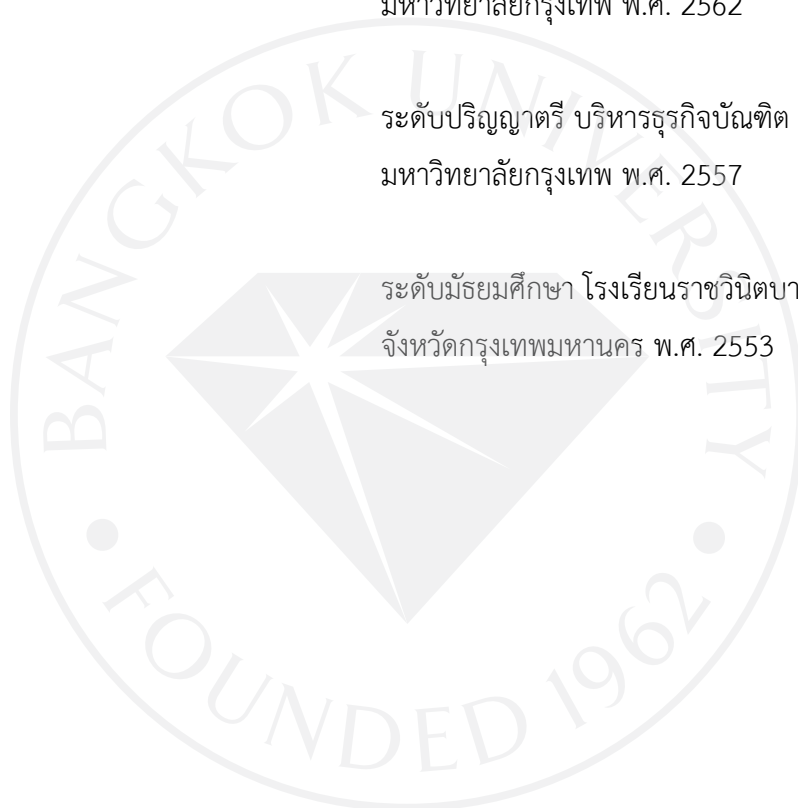 มหาวิทยาลัยกรุงเทพ พ.ศ. 2562
ระดับปริญญาตรี บริหารธุรกิจบัณฑิต
มหาวิทยาลัยกรุงเทพ พ.ศ. 2557
ระดับมัธยมศึกษา โรงเรียนราชวินิตบา
จังหวัดกรุงเทพมหานคร พ.ศ. 2553
BANGKOK UNIVERSITY
FOUNDED 1962